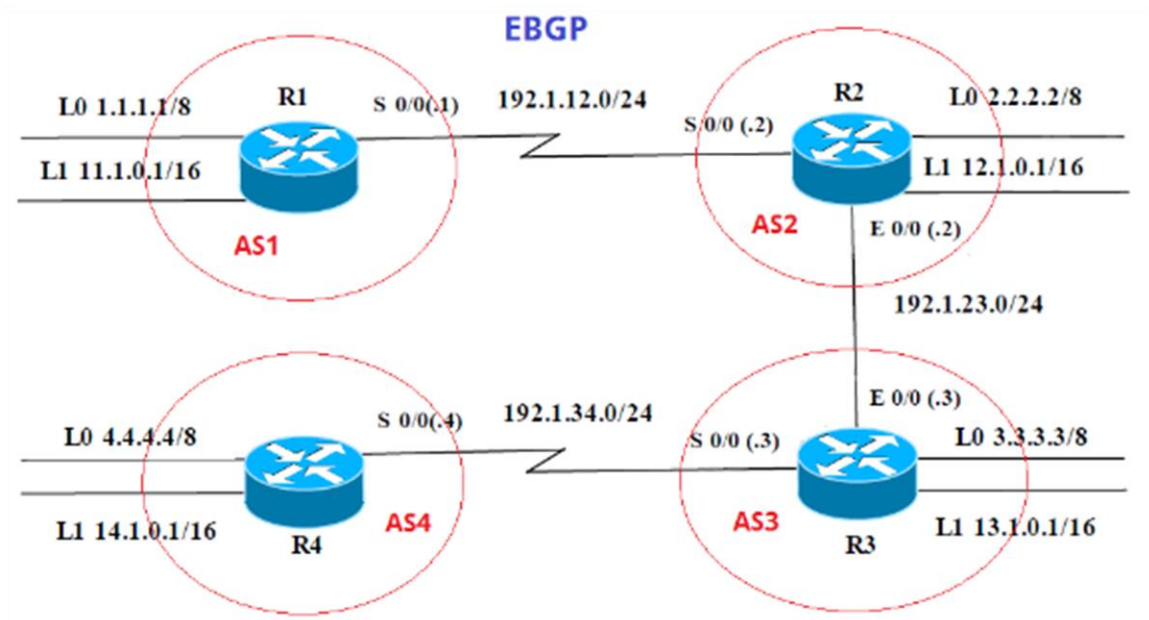 EBGP
L0 1.1.1.1/8
R1
S 0/0(.1)
192.1.12.0/24
R2
L0 2.2.2.2/8
S 0/0 (.2)
L1 11.1.0.1/16
L1 12.1.0.1/16
AS1
AS2
E 0/0 (.2)
192.1.23.0/24
E 0/0 (.3)
L0 4.4.4.4/8
S 0/0(.4)
192.1.34.0/24
S 0/0 (.3)
L0 3.3.3.3/8
L1 14.1.0.1/16
R4
AS4
AS3
R3
L1 13.1.0.1/16